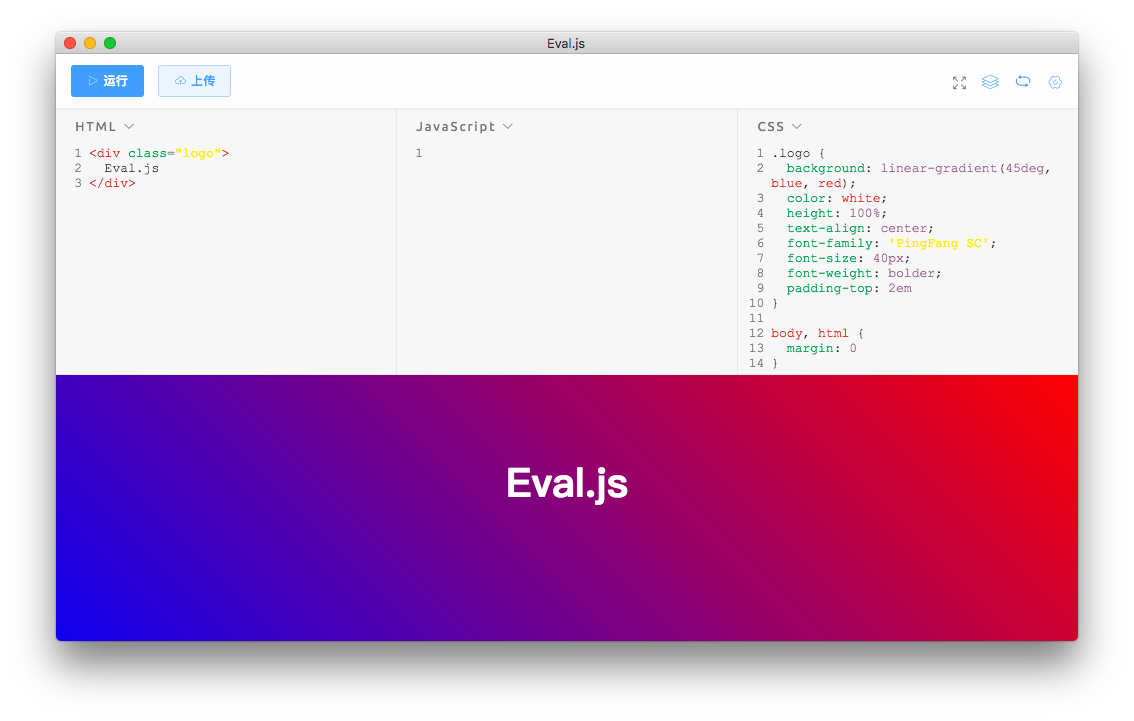 Eval.js
运行
上传
HTML
1 <div class="logo">
2   Eval.js
3 </div>
JavaScript
1
CSS
1 .logo {
2   background: linear-gradient(45deg,
blue, red);
3   color: white;
4   height: 100%;
5   text-align: center;
6   font-family: 'PingFang SC';
7   font-size: 40px;
8   font-weight: bolder;
9   padding-top: 2em
10 }
11
12 body, html {
13   margin: 0
14 }
Eval.js